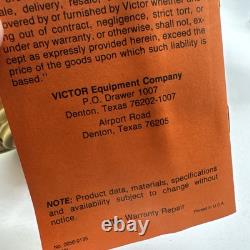 sale, delivery, resale,
covered by or furnished by Victor whether
ing out of contract, negligence, strict tort, or
under any warranty, or otherwise, shall not, ex-
cept as expressly provided herein, exceed the
price of the goods upon which such liability is
based."
VICTOR Equipment Company
P.O. Drawer 1007
Denton, Texas 76202-1007
Airport Road
Denton, Texas 76205
NOTE: Product data, materials, specifications
and availability subject to change without
notice.
Warranty Repair
Printed in U.S.A.